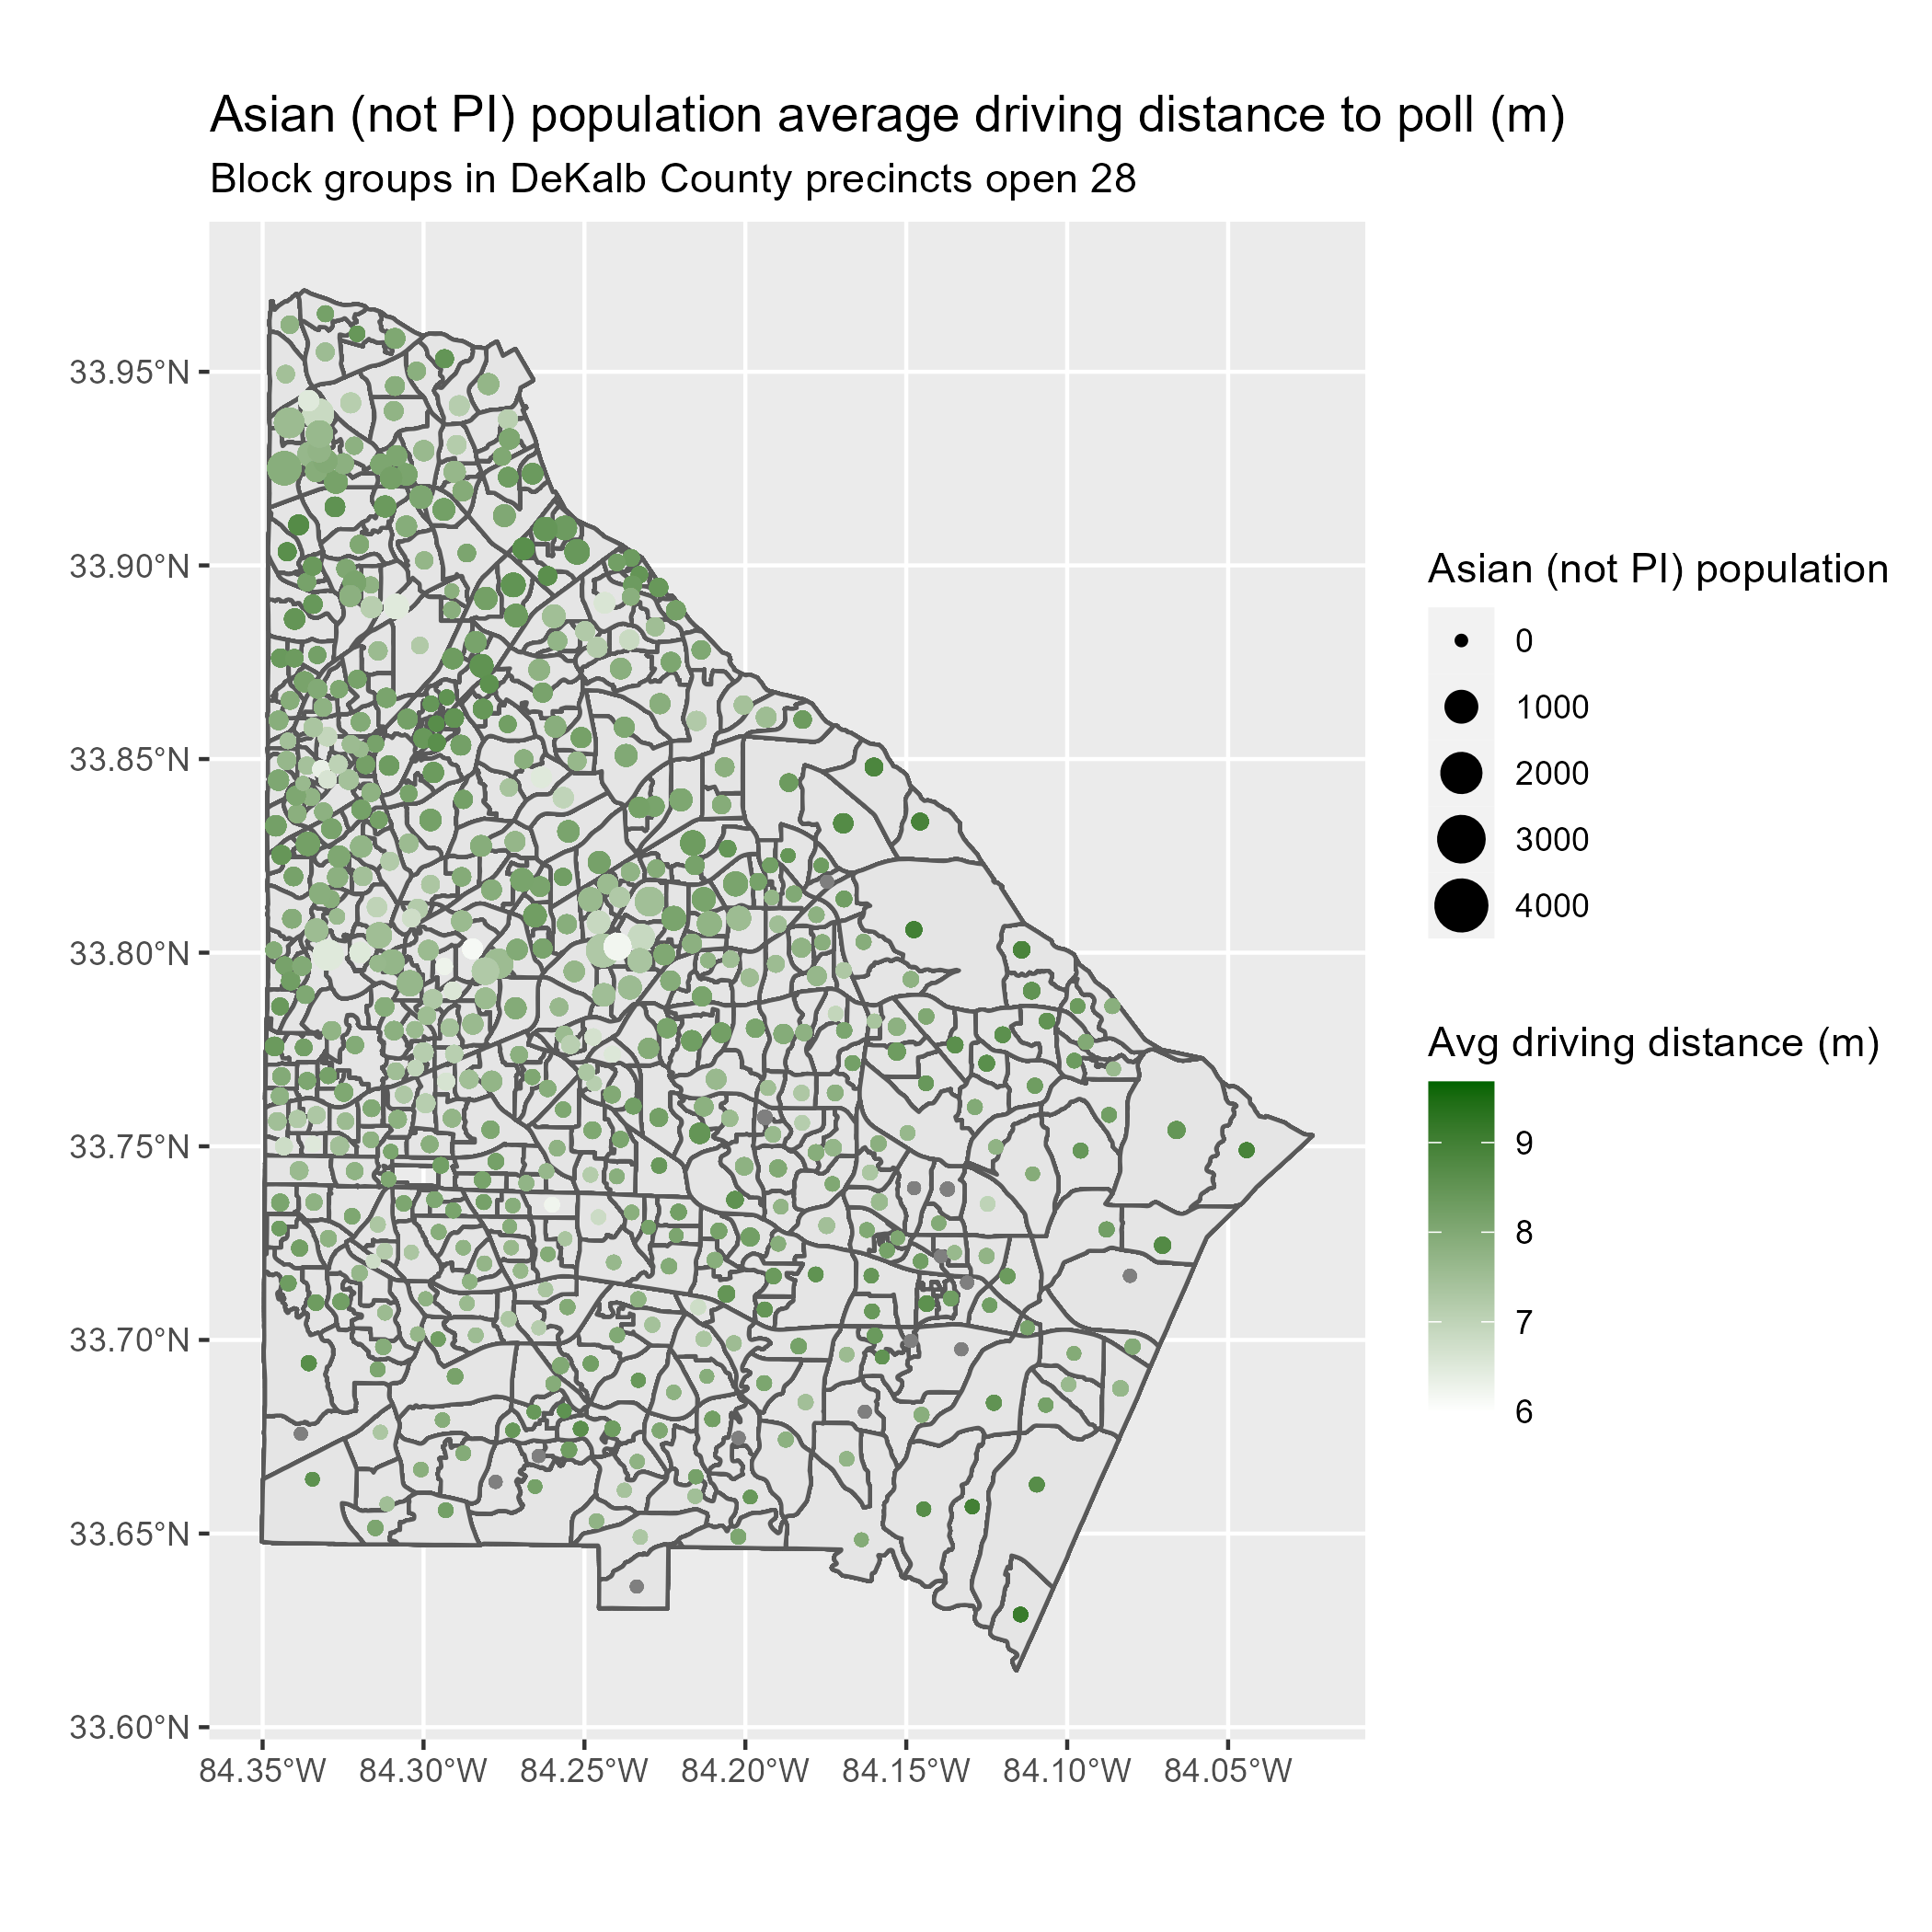 Asian (not PI) population average driving distance to poll (m)
Block groups in DeKalb County precincts open 28
33.95°N
33.90°N
33.85°N
33.80°N
33.75°N
33.70°N
33.65°N
33.60°N
84.35°W
84.30°W
84.25°W
84.20°W
84.15°W
84.10°W
84.05°W
Asian (not PI) population
0
1000
2000
3000
4000
Avg driving distance (m)
9
8
7
6